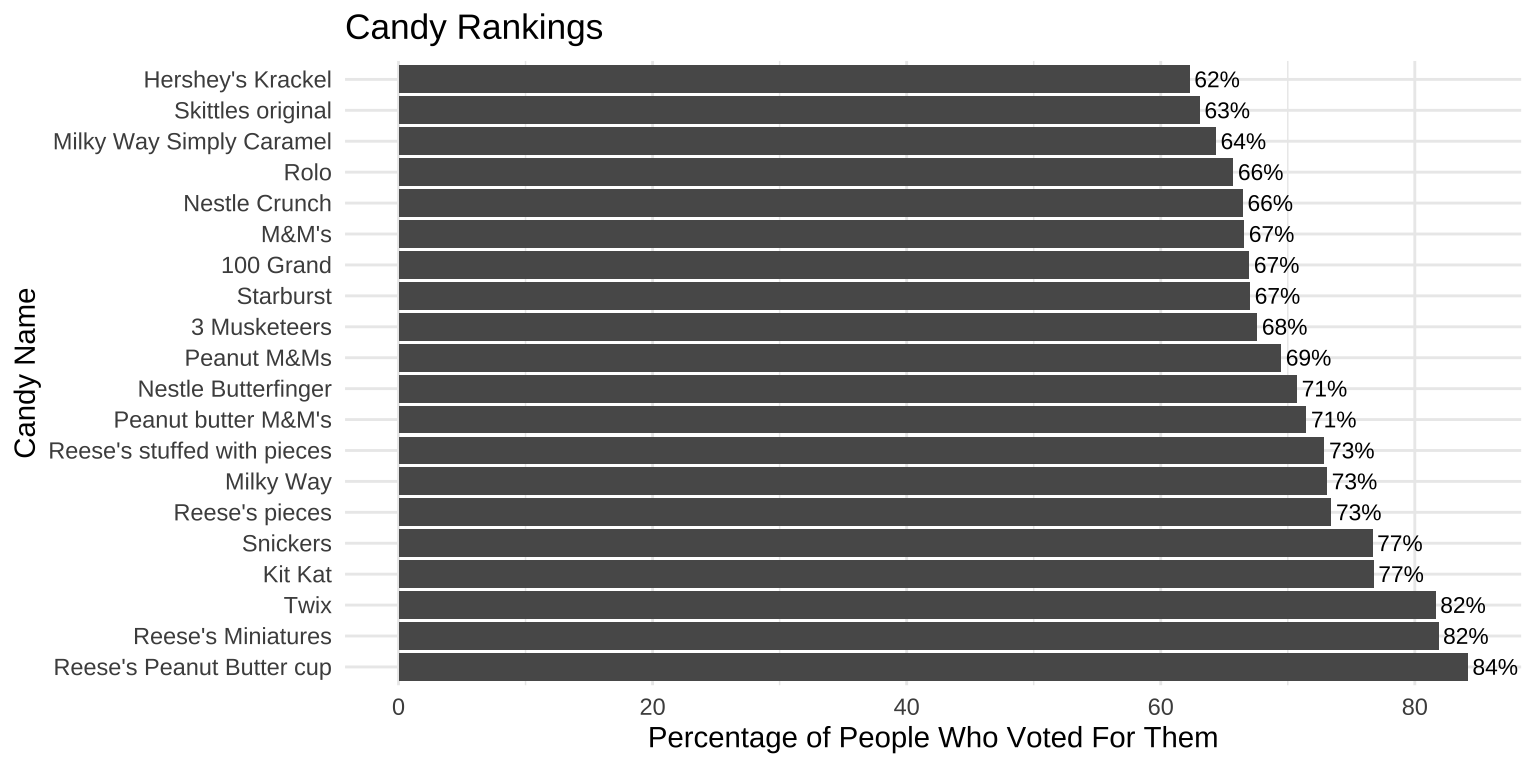 Candy Rankings
Candy Name
Hershey's Krackel 62%
Skittles original 63%
Milky Way Simply Caramel 64%
Rolo 66%
Nestle Crunch 66%
M&M's 67%
100 Grand 67%
Starburst 67%
3 Musketeers 68%
Peanut M&Ms 69%
Nestle Butterfinger 71%
Peanut butter M&M's 71%
Reese's stuffed with pieces 73%
Milky Way 73%
Reese's pieces 73%
Snickers 77%
Kit Kat 77%
Twix 82%
Reese's Miniatures 82%
Reese's Peanut Butter cup 84%
0 20 40 60 80
Percentage of People Who Voted For Them